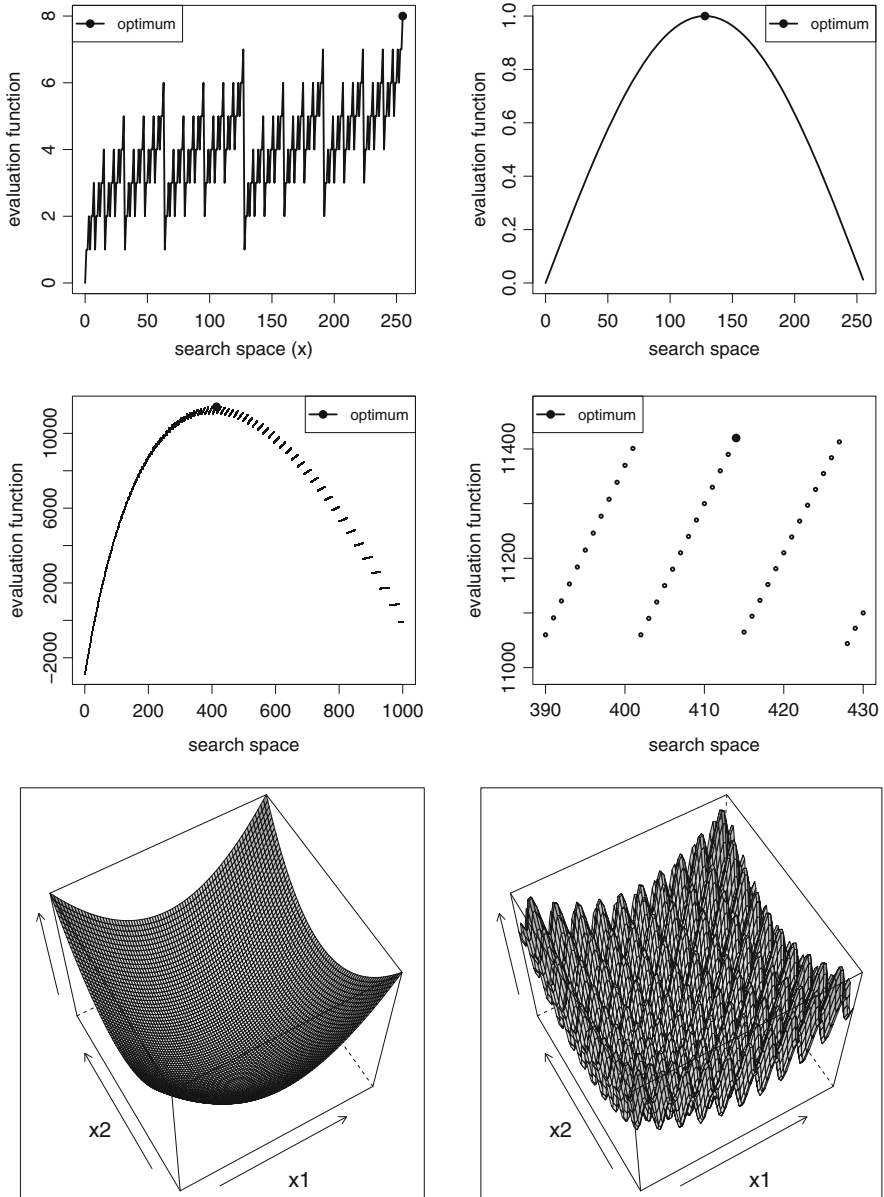 optimum
evaluation function
8
6
4
2
0
0 50 100 150 200 250
search space (x)
optimum
evaluation function
1.0
0.8
0.6
0.4
0.2
0.0
0 50 100 150 200 250
search space
optimum
evaluation function
10000
6000
2000
−2000
0 200 400 600 800 1000
search space
optimum
evaluation function
11400
11200
11000
390 400 410 420 430
search space
x2
x1
x2
x1